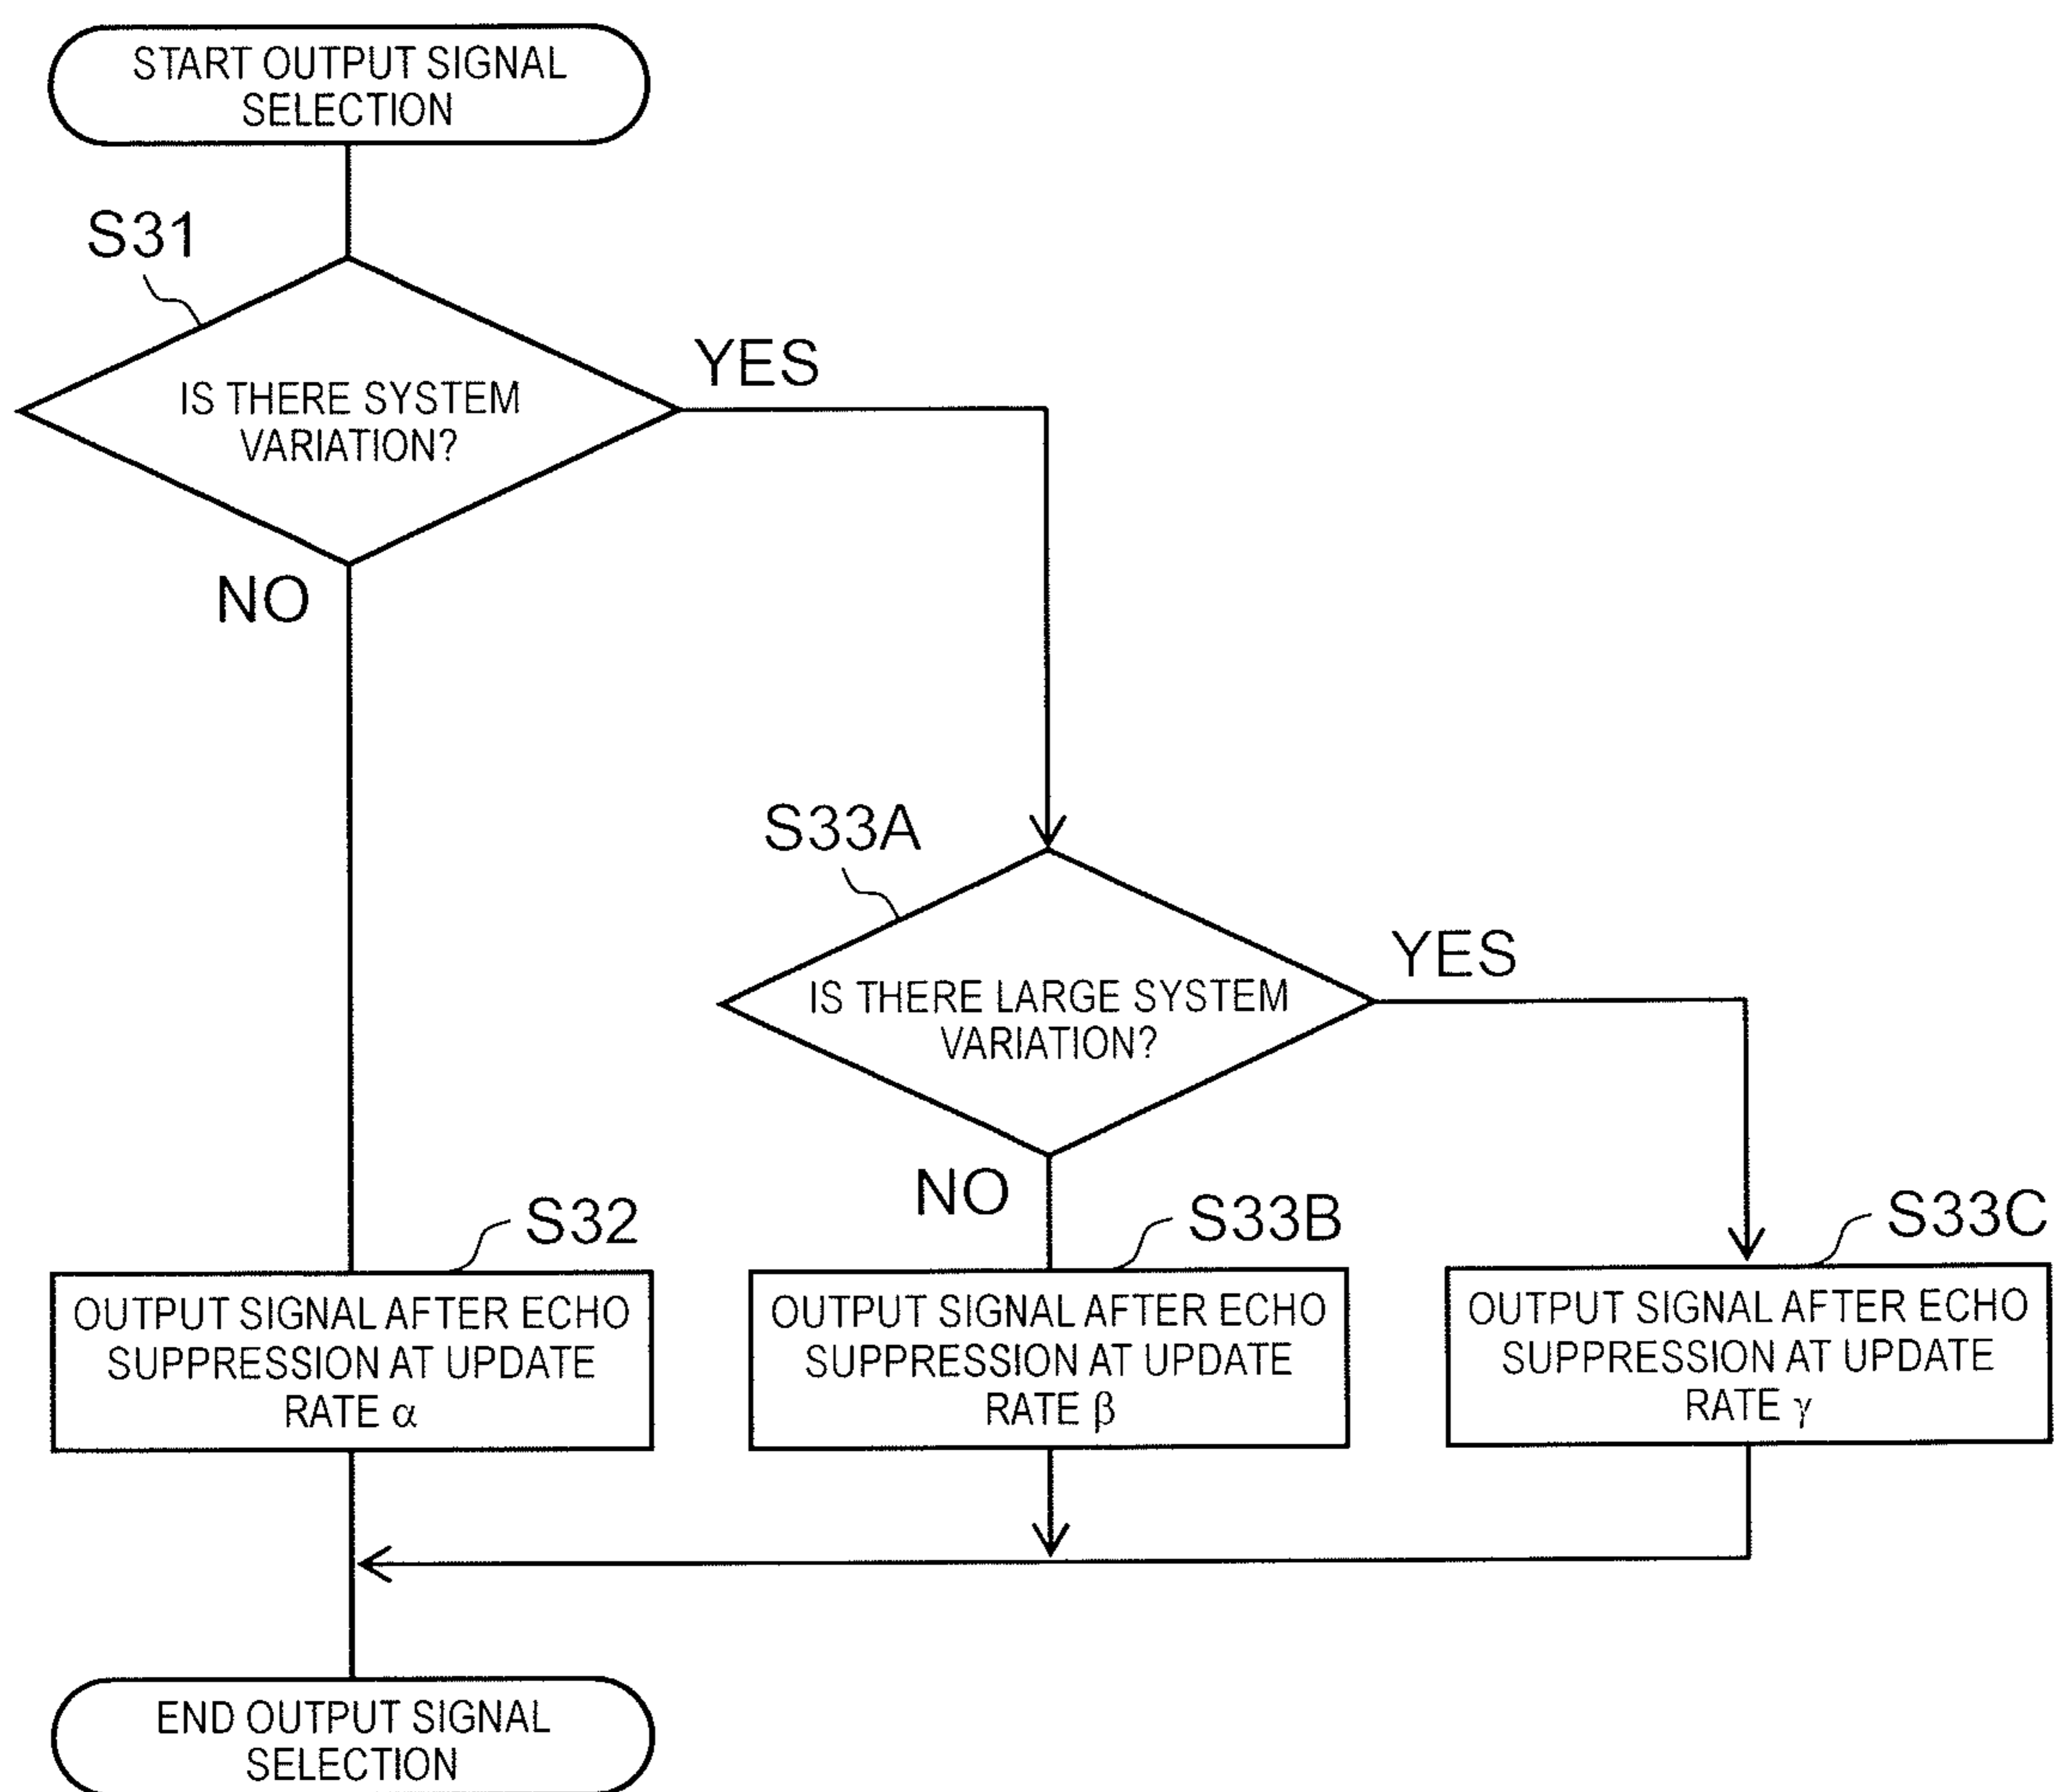 START OUTPUT SIGNAL
SELECTION
S31
IS THERE SYSTEM
VARIATION?
YES
NO
S33A
IS THERE LARGE SYSTEM
VARIATION?
YES
NO
S32
OUTPUT SIGNAL AFTER ECHO
SUPPRESSION AT UPDATE
RATE α
S33B
OUTPUT SIGNAL AFTER ECHO
SUPPRESSION AT UPDATE
RATE β
S33C
OUTPUT SIGNAL AFTER ECHO
SUPPRESSION AT UPDATE
RATE γ
END OUTPUT SIGNAL
SELECTION